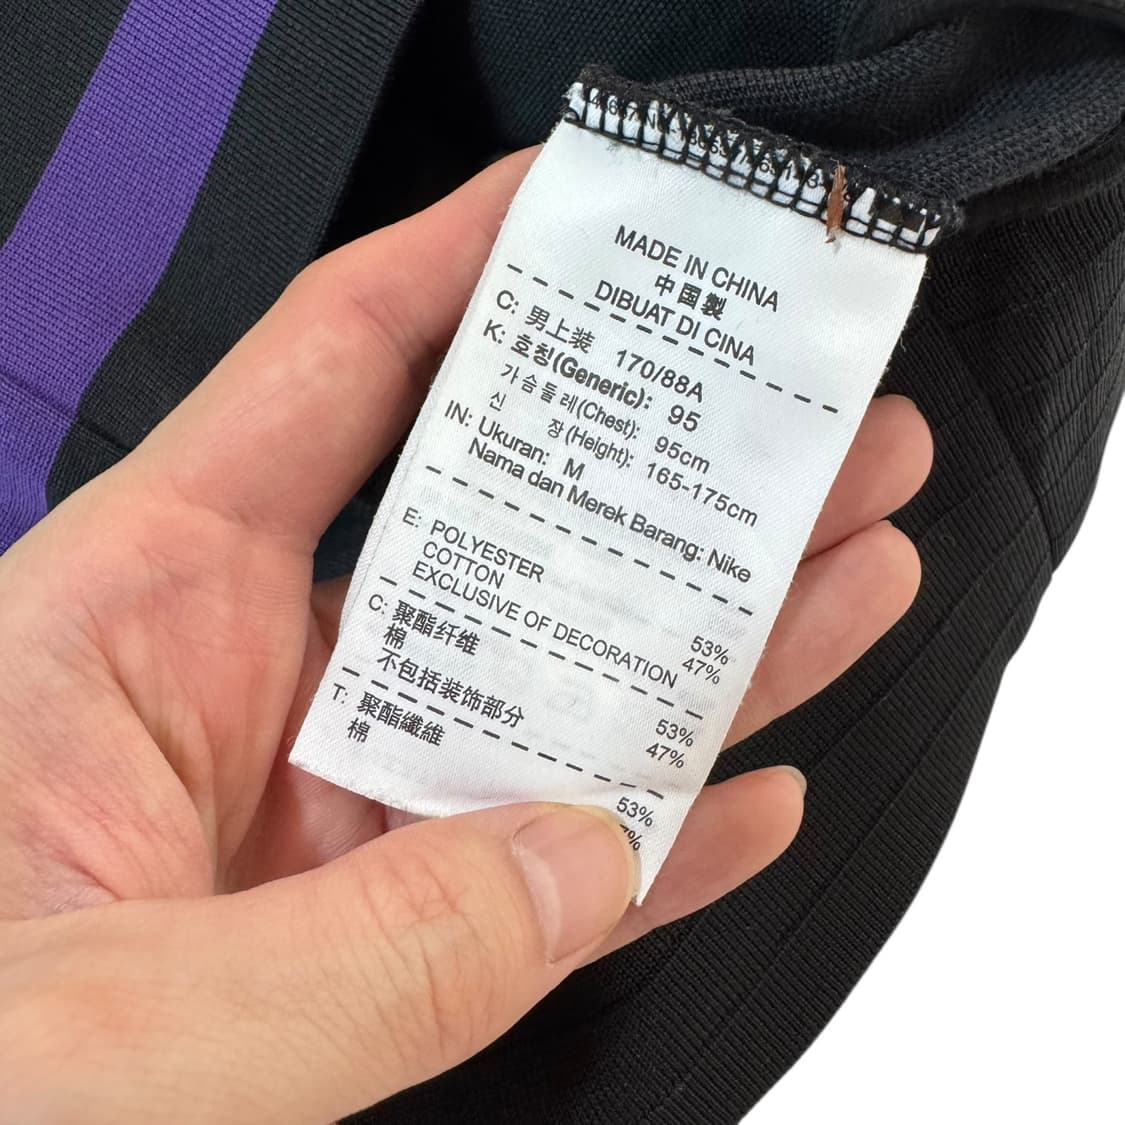 MADE IN CHINA
中国製
DIBUAT DI CINA
C: 男上装 170/88A
K: 호칭(Generic): 95
가슴둘레(Chest): 95cm
신 장(Height): 165-175cm
IN: Ukuran: M
Nama dan Merek Barang: Nike
E: POLYESTER 53%
COTTON 47%
EXCLUSIVE OF DECORATION
C: 聚酯纤维 53%
棉 47%
不包括装饰部分
T: 聚酯纖維 53%
棉